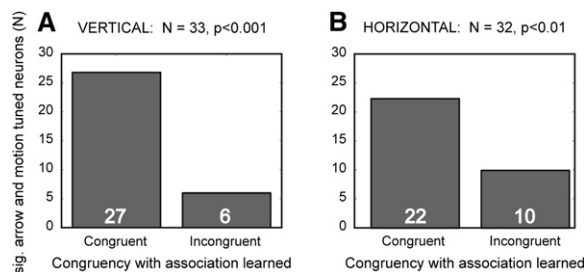 A VERTICAL: N = 33, p<0.001
sig. arrow and motion tuned neurons (N)
30
25
20
15
10
5
0
27
6
Congruent Incongruent
Congruency with association learned
B HORIZONTAL: N = 32, p<0.01
30
25
20
15
10
5
0
22
10
Congruent Incongruent
Congruency with association learned